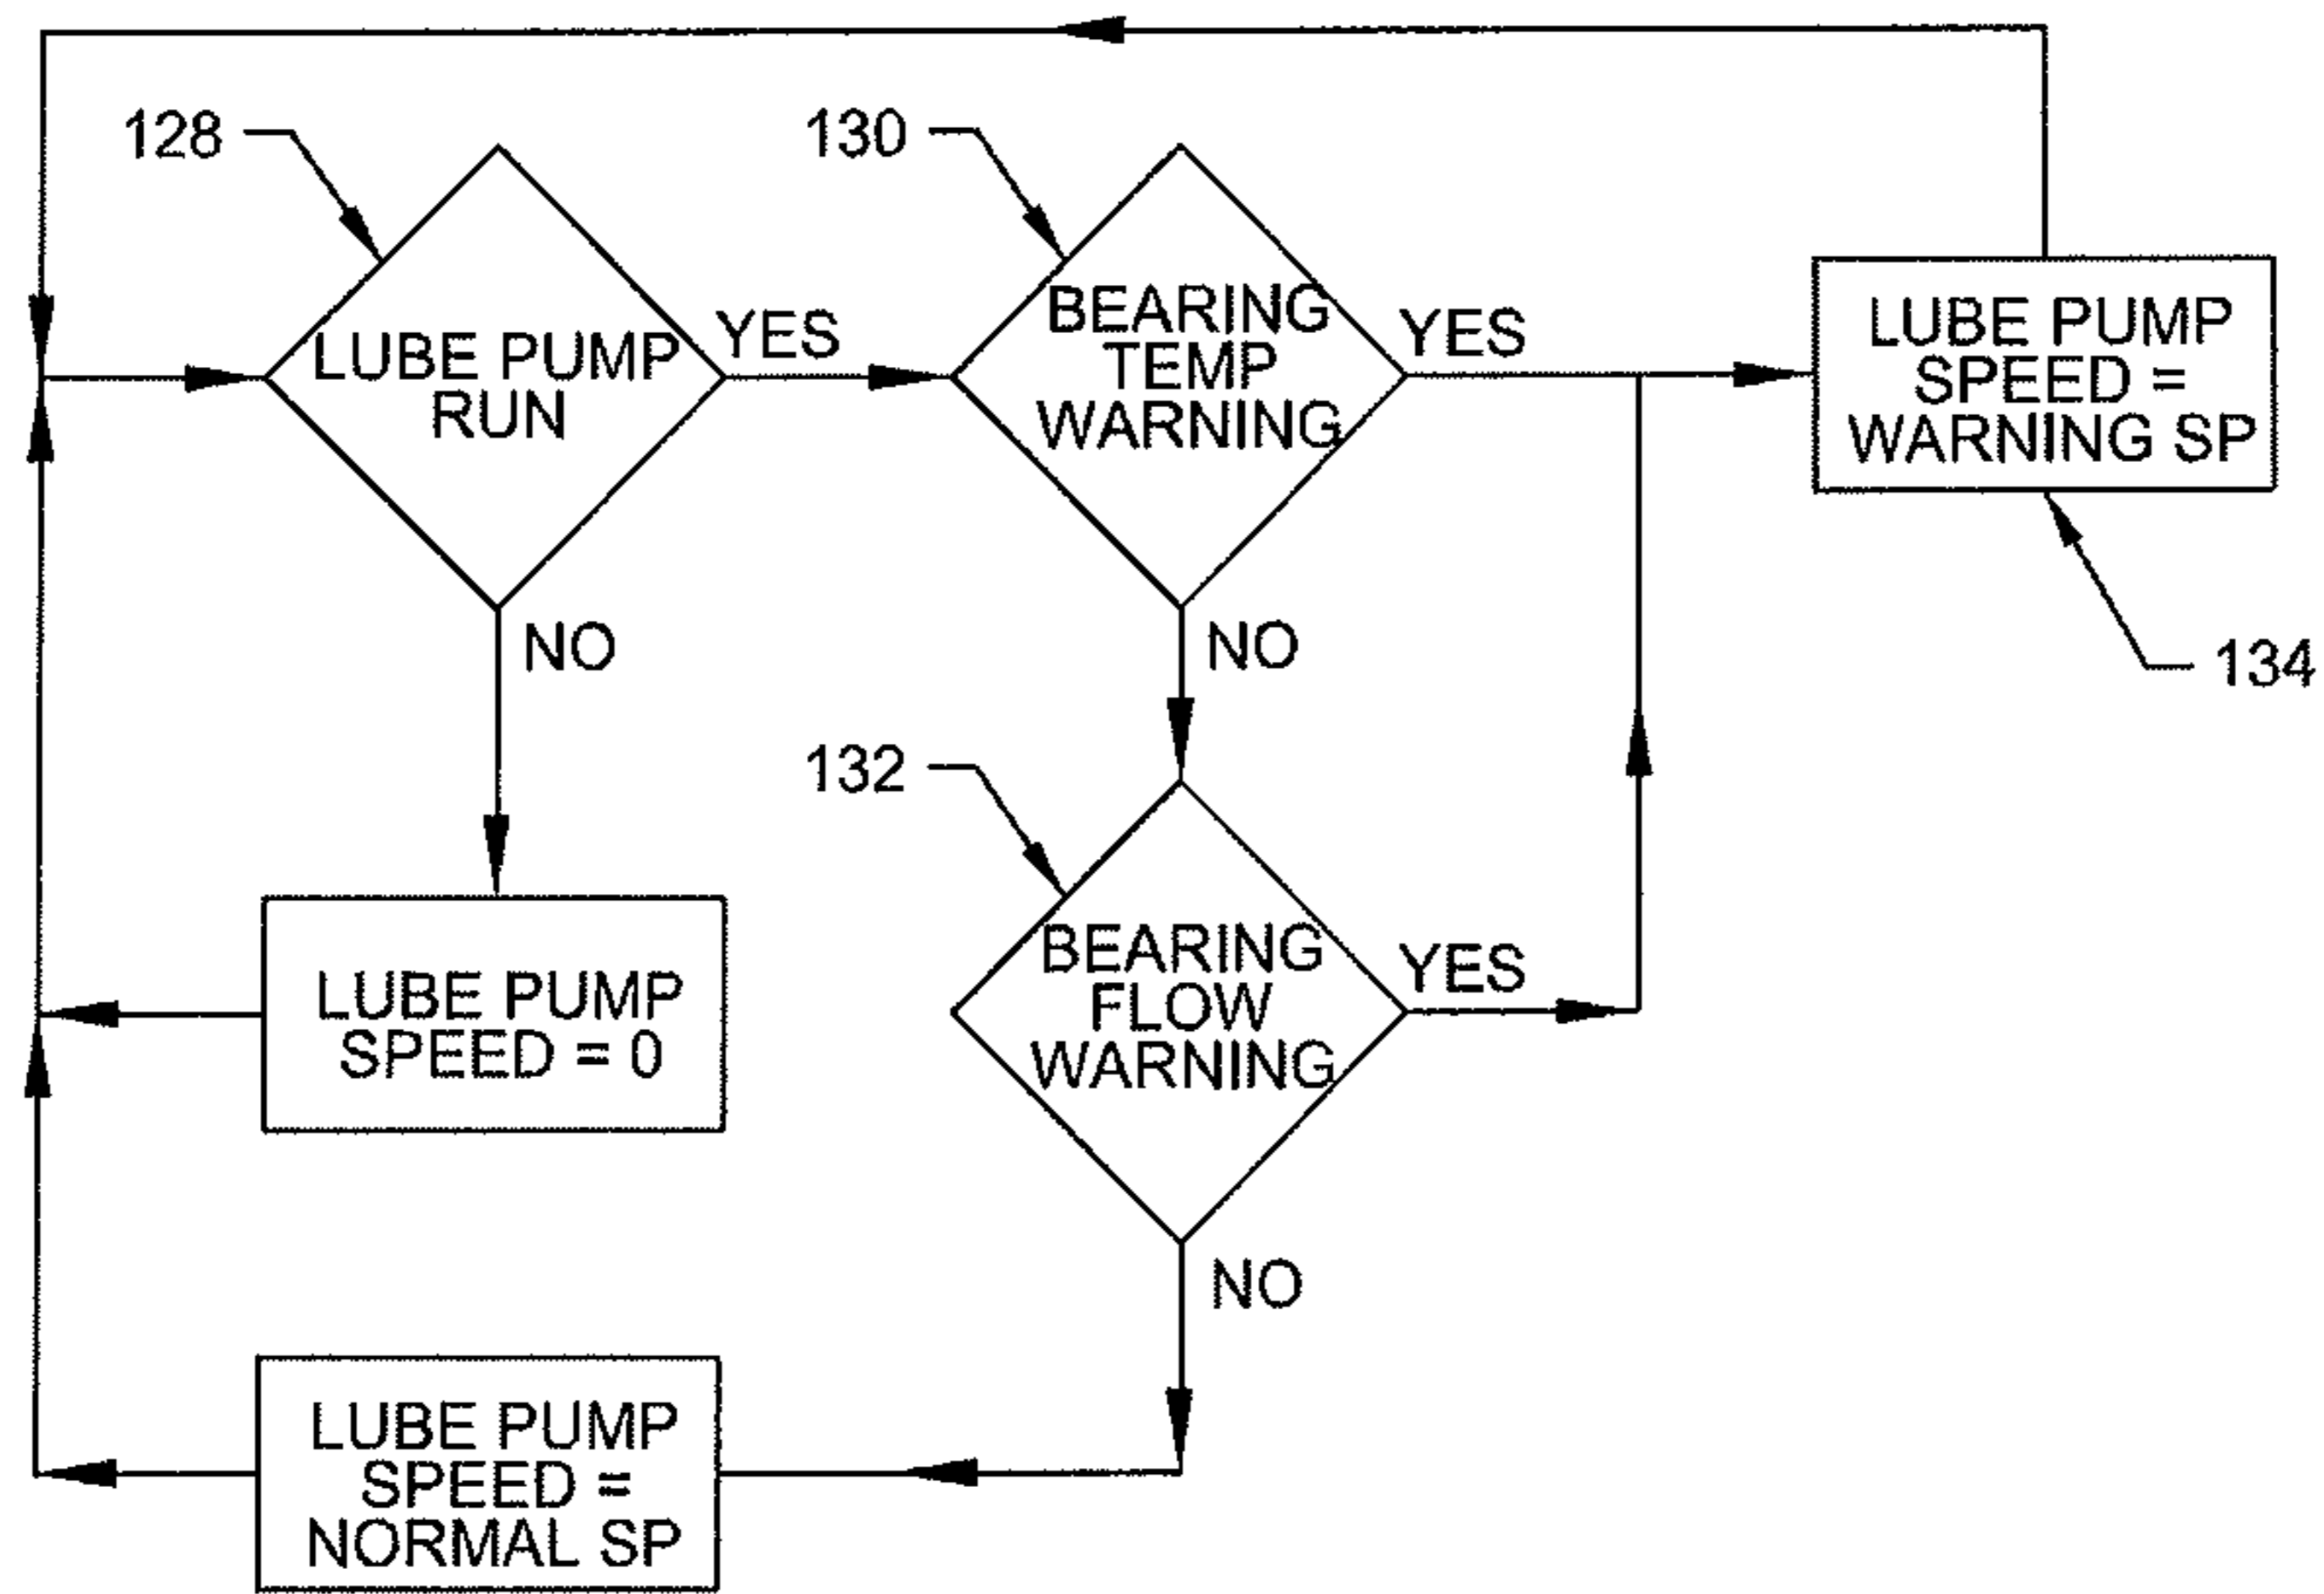 128
LUBE PUMP
RUN
YES
NO
130
BEARING
TEMP
WARNING
YES
NO
LUBE PUMP
SPEED =
WARNING SP
134
132
BEARING
FLOW
WARNING
YES
NO
LUBE PUMP
SPEED = 0
LUBE PUMP
SPEED =
NORMAL SP